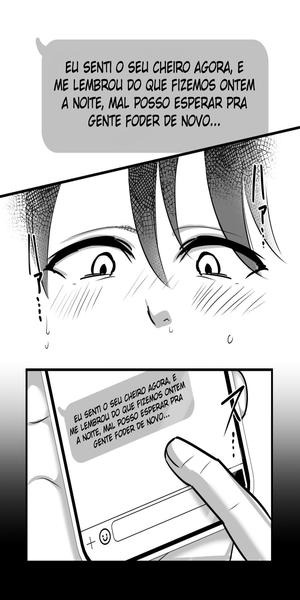 EU SENTI O SEU CHEIRO AGORA, E
ME LEMBROU DO QUE FIZEMOS ONTEM
A NOITE, MAL POSSO ESPERAR PRA
GENTE FODER DE NOVO...
EU SENTI O SEU CHEIRO AGORA, E
ME LEMBROU DO QUE FIZEMOS ONTEM
A NOITE, MAL POSSO ESPERAR PRA
GENTE FODER DE NOVO...